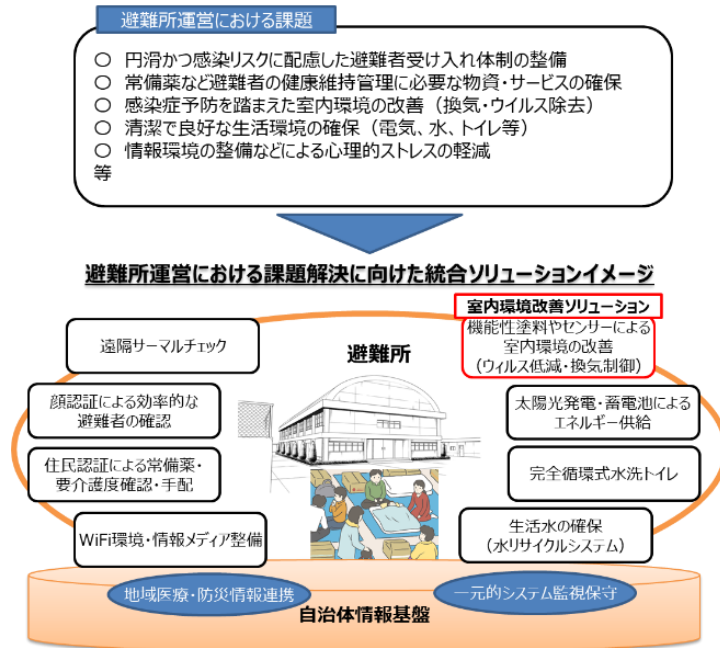 避難所運営における課題
○ 円滑かつ感染リスクに配慮した避難者受け入れ体制の整備
○ 常備薬など避難者の健康維持管理に必要な物資・サービスの確保
○ 感染症予防を踏まえた室内環境の改善（換気・ウイルス除去）
○ 清潔で良好な生活環境の確保（電気、水、トイレ等）
○ 情報環境の整備などによる心理的ストレスの軽減
等
避難所運営における課題解決に向けた統合ソリューションイメージ
室内環境改善ソリューション
機能性塗料やセンサーによる
室内環境の改善
（ウィルス低減・換気制御）
遠隔サーマルチェック
避難所
顔認証による効率的な
避難者の確認
太陽光発電・蓄電池による
エネルギー供給
住民認証による常備薬・
要介護度確認・手配
完全循環式水洗トイレ
WiFi環境・情報メディア整備
生活水の確保
（水リサイクルシステム）
地域医療・防災情報連携
一元的システム監視保守
自治体情報基盤